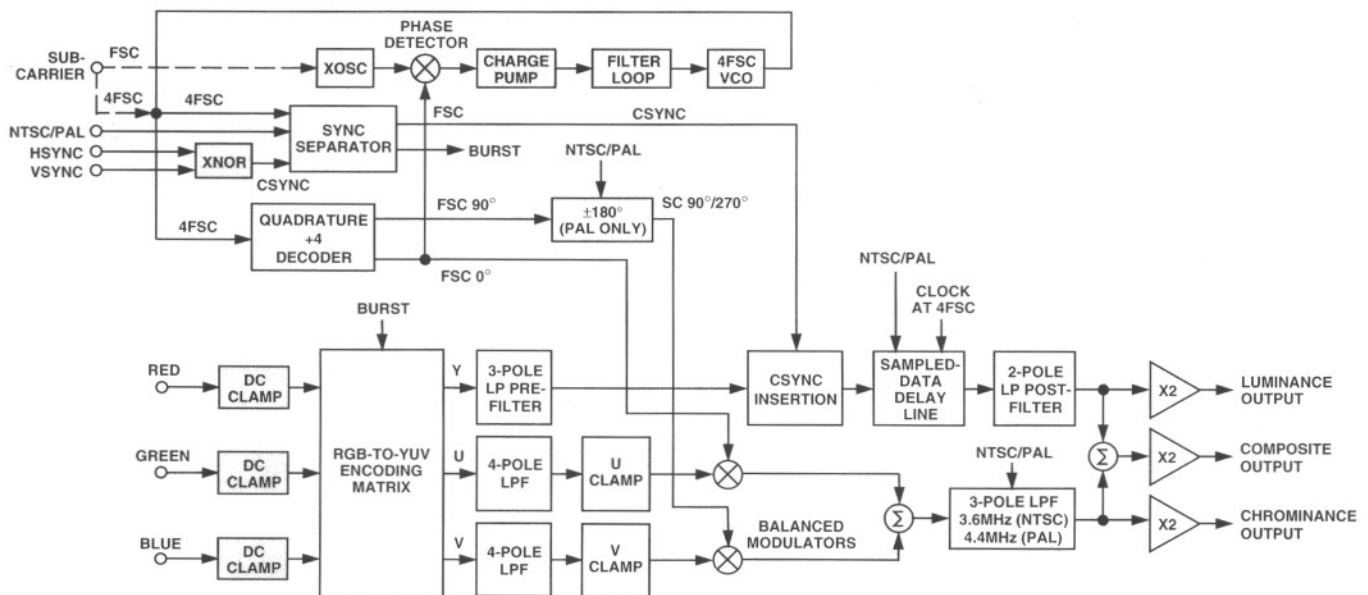 PHASE
DETECTOR
SUB-
CARRIER
FSC
XOSC
CHARGE
PUMP
FILTER
LOOP
4FSC
VCO
4FSC
4FSC
FSC
CSYNC
NTSC/PAL
SYNC
SEPARATOR
HSYNC
VSYNC
XNOR
CSYNC
BURST
NTSC/PAL
4FSC
QUADRATURE
+4
DECODER
FSC 90°
±180°
(PAL ONLY)
SC 90°/270°
FSC 0°
NTSC/PAL
CLOCK
AT 4FSC
BURST
RED
DC
CLAMP
Y
3-POLE
LP PRE-
FILTER
CSYNC
INSERTION
SAMPLED-
DATA
DELAY
LINE
2-POLE
LP POST-
FILTER
X2
LUMINANCE
OUTPUT
GREEN
DC
CLAMP
RGB-TO-YUV
ENCODING
MATRIX
U
4-POLE
LPF
U
CLAMP
NTSC/PAL
Σ
X2
COMPOSITE
OUTPUT
BLUE
DC
CLAMP
V
4-POLE
LPF
V
CLAMP
BALANCED
MODULATORS
Σ
3-POLE LPF
3.6MHz (NTSC)
4.4MHz (PAL)
X2
CHROMINANCE
OUTPUT